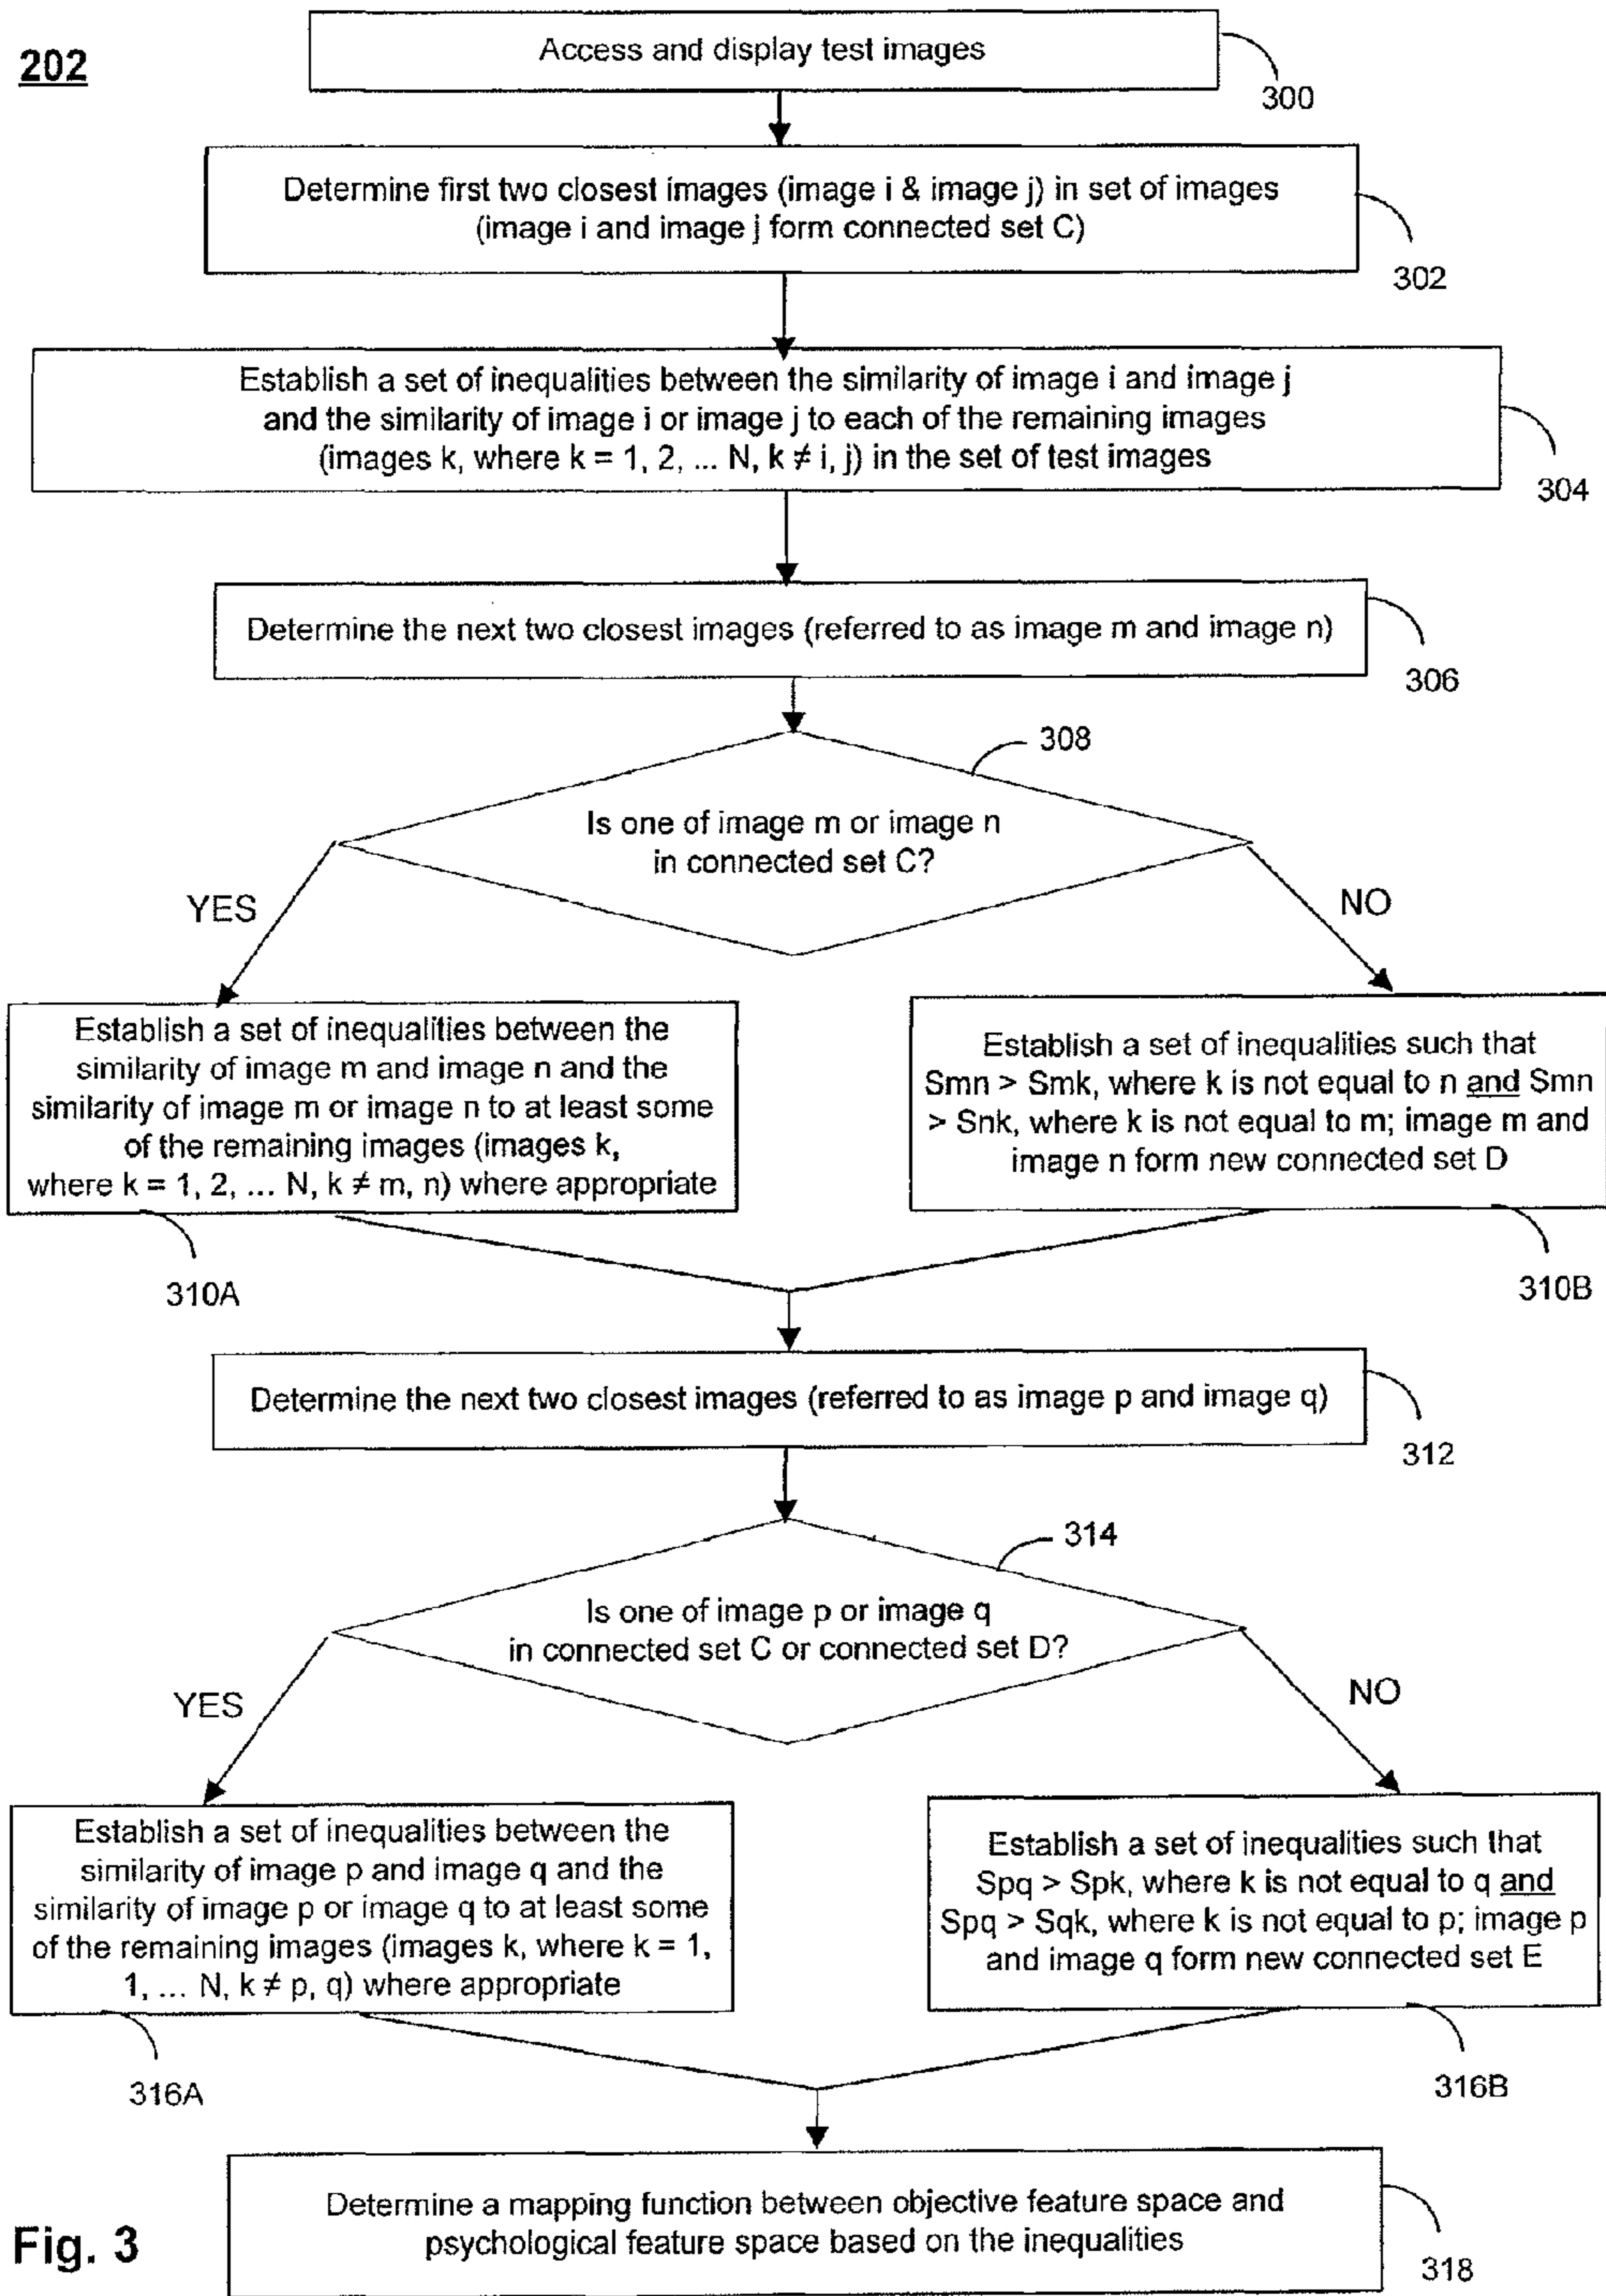 202
Access and display test images
300
Determine first two closest images (image i & image j) in set of images
(image i and image j form connected set C)
302
Establish a set of inequalities between the similarity of image i and image j
and the similarity of image i or image j to each of the remaining images
(images k, where k = 1, 2, ... N, k ≠ i, j) in the set of test images
304
Determine the next two closest images (referred to as image m and image n)
306
308
Is one of image m or image n
in connected set C?
YES
NO
Establish a set of inequalities between the
similarity of image m and image n and the
similarity of image m or image n to at least some
of the remaining images (images k,
where k = 1, 2, ... N, k ≠ m, n) where appropriate
310A
Establish a set of inequalities such that
Smn > Smk, where k is not equal to n and Smn
> Snk, where k is not equal to m; image m and
image n form new connected set D
310B
Determine the next two closest images (referred to as image p and image q)
312
314
Is one of image p or image q
in connected set C or connected set D?
YES
NO
Establish a set of inequalities between the
similarity of image p and image q and the
similarity of image p or image q to at least some
of the remaining images (images k, where k = 1,
1, ... N, k ≠ p, q) where appropriate
316A
Establish a set of inequalities such that
Spq > Spk, where k is not equal to q and
Spq > Sqk, where k is not equal to p; image p
and image q form new connected set E
316B
Determine a mapping function between objective feature space and
psychological feature space based on the inequalities
318
Fig. 3